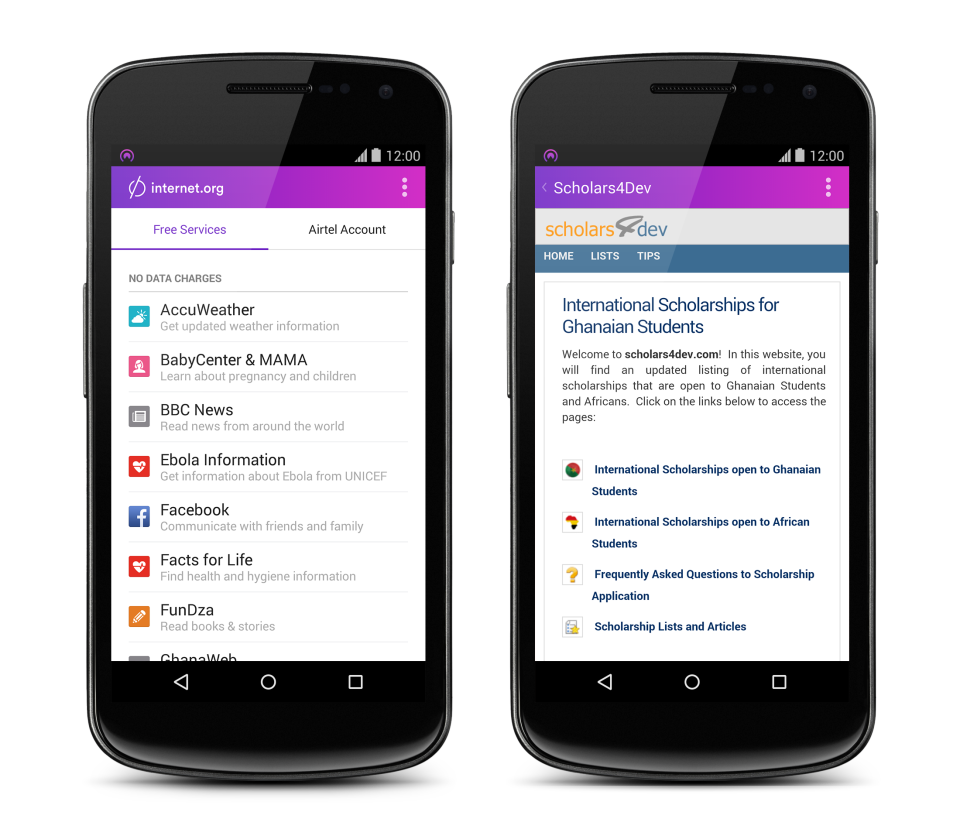 12:00
internet.org
Free Services
Airtel Account
NO DATA CHARGES
AccuWeather
Get updated weather information
BabyCenter & MAMA
Learn about pregnancy and children
BBC News
Read news from around the world
Ebola Information
Get information about Ebola from UNICEF
Facebook
Communicate with friends and family
Facts for Life
Find health and hygiene information
FunDza
Read books & stories
GhanaWeb
12:00
Scholars4Dev
scholars4dev
HOME LISTS TIPS
International Scholarships for
Ghanaian Students
Welcome to scholars4dev.com! In this website, you
will find an updated listing of international
scholarships that are open to Ghanaian Students
and Africans. Click on the links below to access the
pages:
International Scholarships open to Ghanaian
Students
International Scholarships open to African
Students
Frequently Asked Questions to Scholarship
Application
Scholarship Lists and Articles